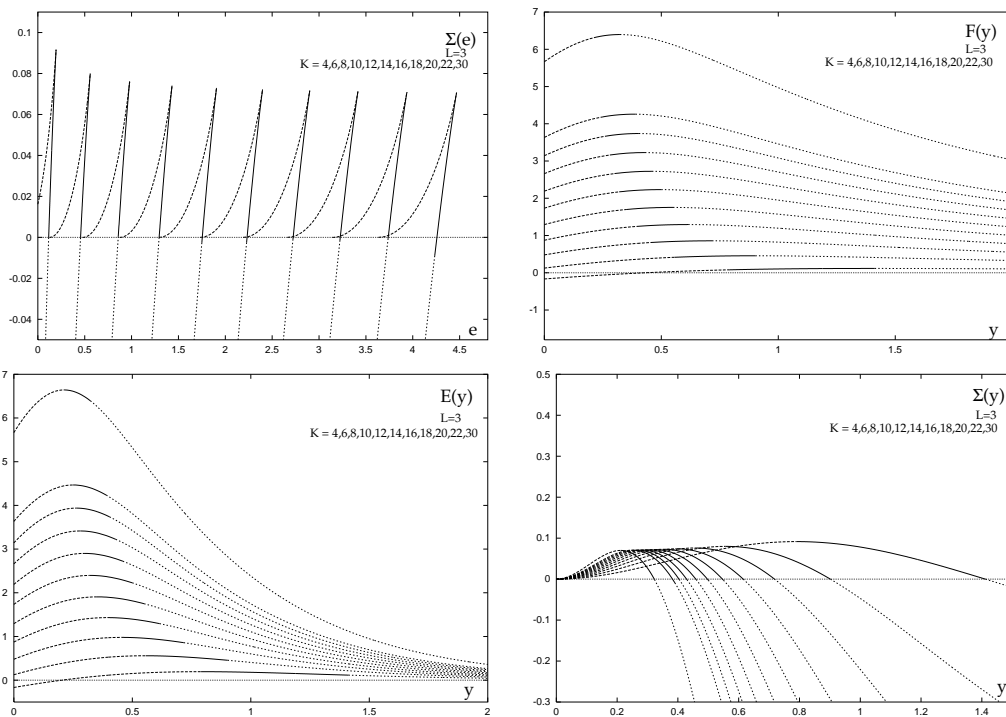 Σ(e)
L=3
K = 4,6,8,10,12,14,16,18,20,22,30
0.1
0.08
0.06
0.04
0.02
0
-0.02
-0.04
0 0.5 1 1.5 2 2.5 3 3.5 4 4.5
e
F(y)
L=3
K = 4,6,8,10,12,14,16,18,20,22,30
7
6
5
4
3
2
1
0
-1
0 0.5 1 1.5
y
E(y)
L=3
K = 4,6,8,10,12,14,16,18,20,22,30
7
6
5
4
3
2
1
0
0 0.5 1 1.5 2
y
Σ(y)
L=3
K = 4,6,8,10,12,14,16,18,20,22,30
0.5
0.4
0.3
0.2
0.1
0
-0.1
-0.2
-0.3
0 0.2 0.4 0.6 0.8 1 1.2 1.4
y